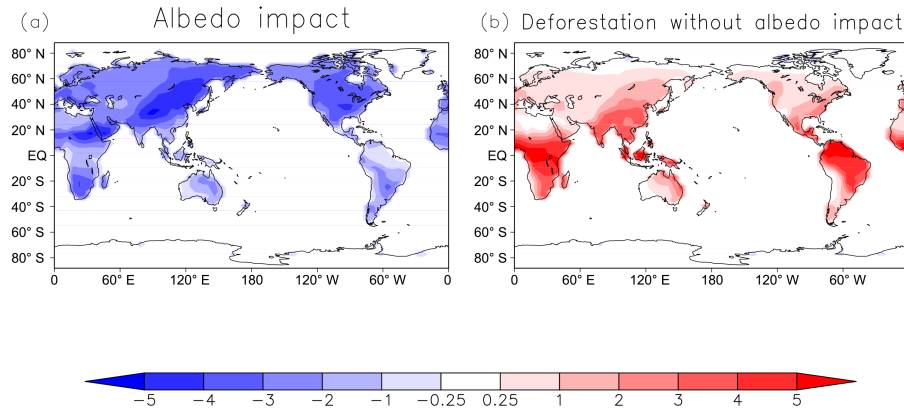 (a) Albedo impact
80° N
60° N
40° N
20° N
EQ
20° S
40° S
60° S
80° S
0 60° E 120° E 180 120° W 60° W 0
(b) Deforestation without albedo impact
80° N
60° N
40° N
20° N
EQ
20° S
40° S
60° S
80° S
0 60° E 120° E 180 120° W 60° W
−5 −4 −3 −2 −1 −0.25 0.25 1 2 3 4 5